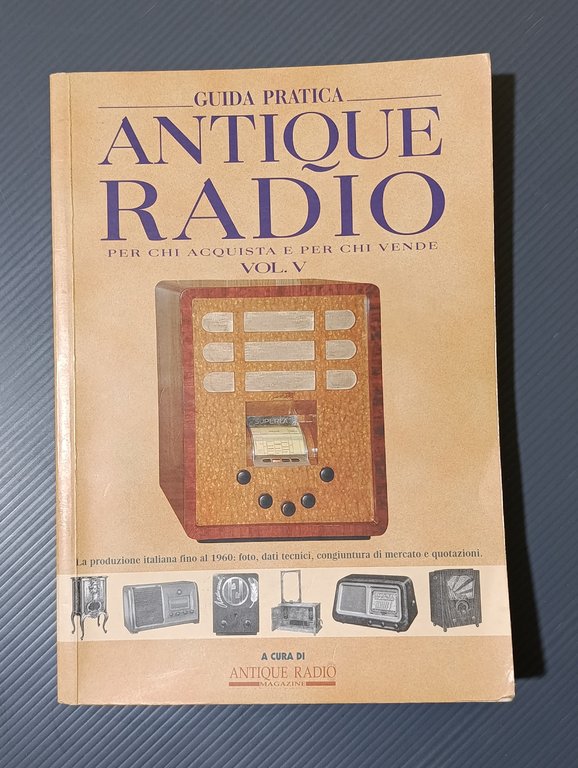 GUIDA PRATICA
ANTIQUE
RADIO
PER CHI ACQUISTA E PER CHI VENDE
VOL. V
SUPERLA
La produzione italiana fino al 1960: foto, dati tecnici, congiuntura di mercato e quotazioni.
A CURA DI
ANTIQUE RADIO
MAGAZINE